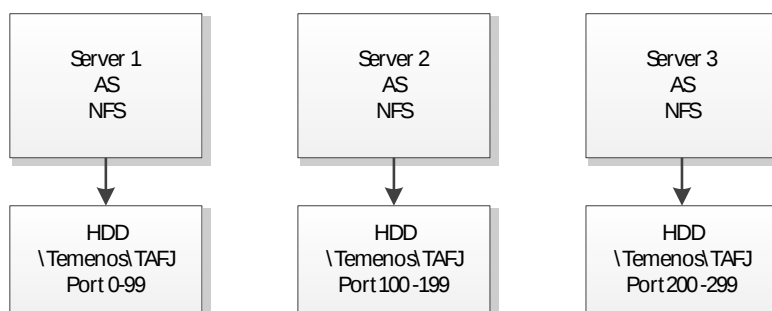 Server 1
AS
NFS
Server 2
AS
NFS
Server 3
AS
NFS
HDD
\Temenos\TAFJ
Port 0-99
HDD
\Temenos\TAFJ
Port 100-199
HDD
\Temenos\TAFJ
Port 200-299